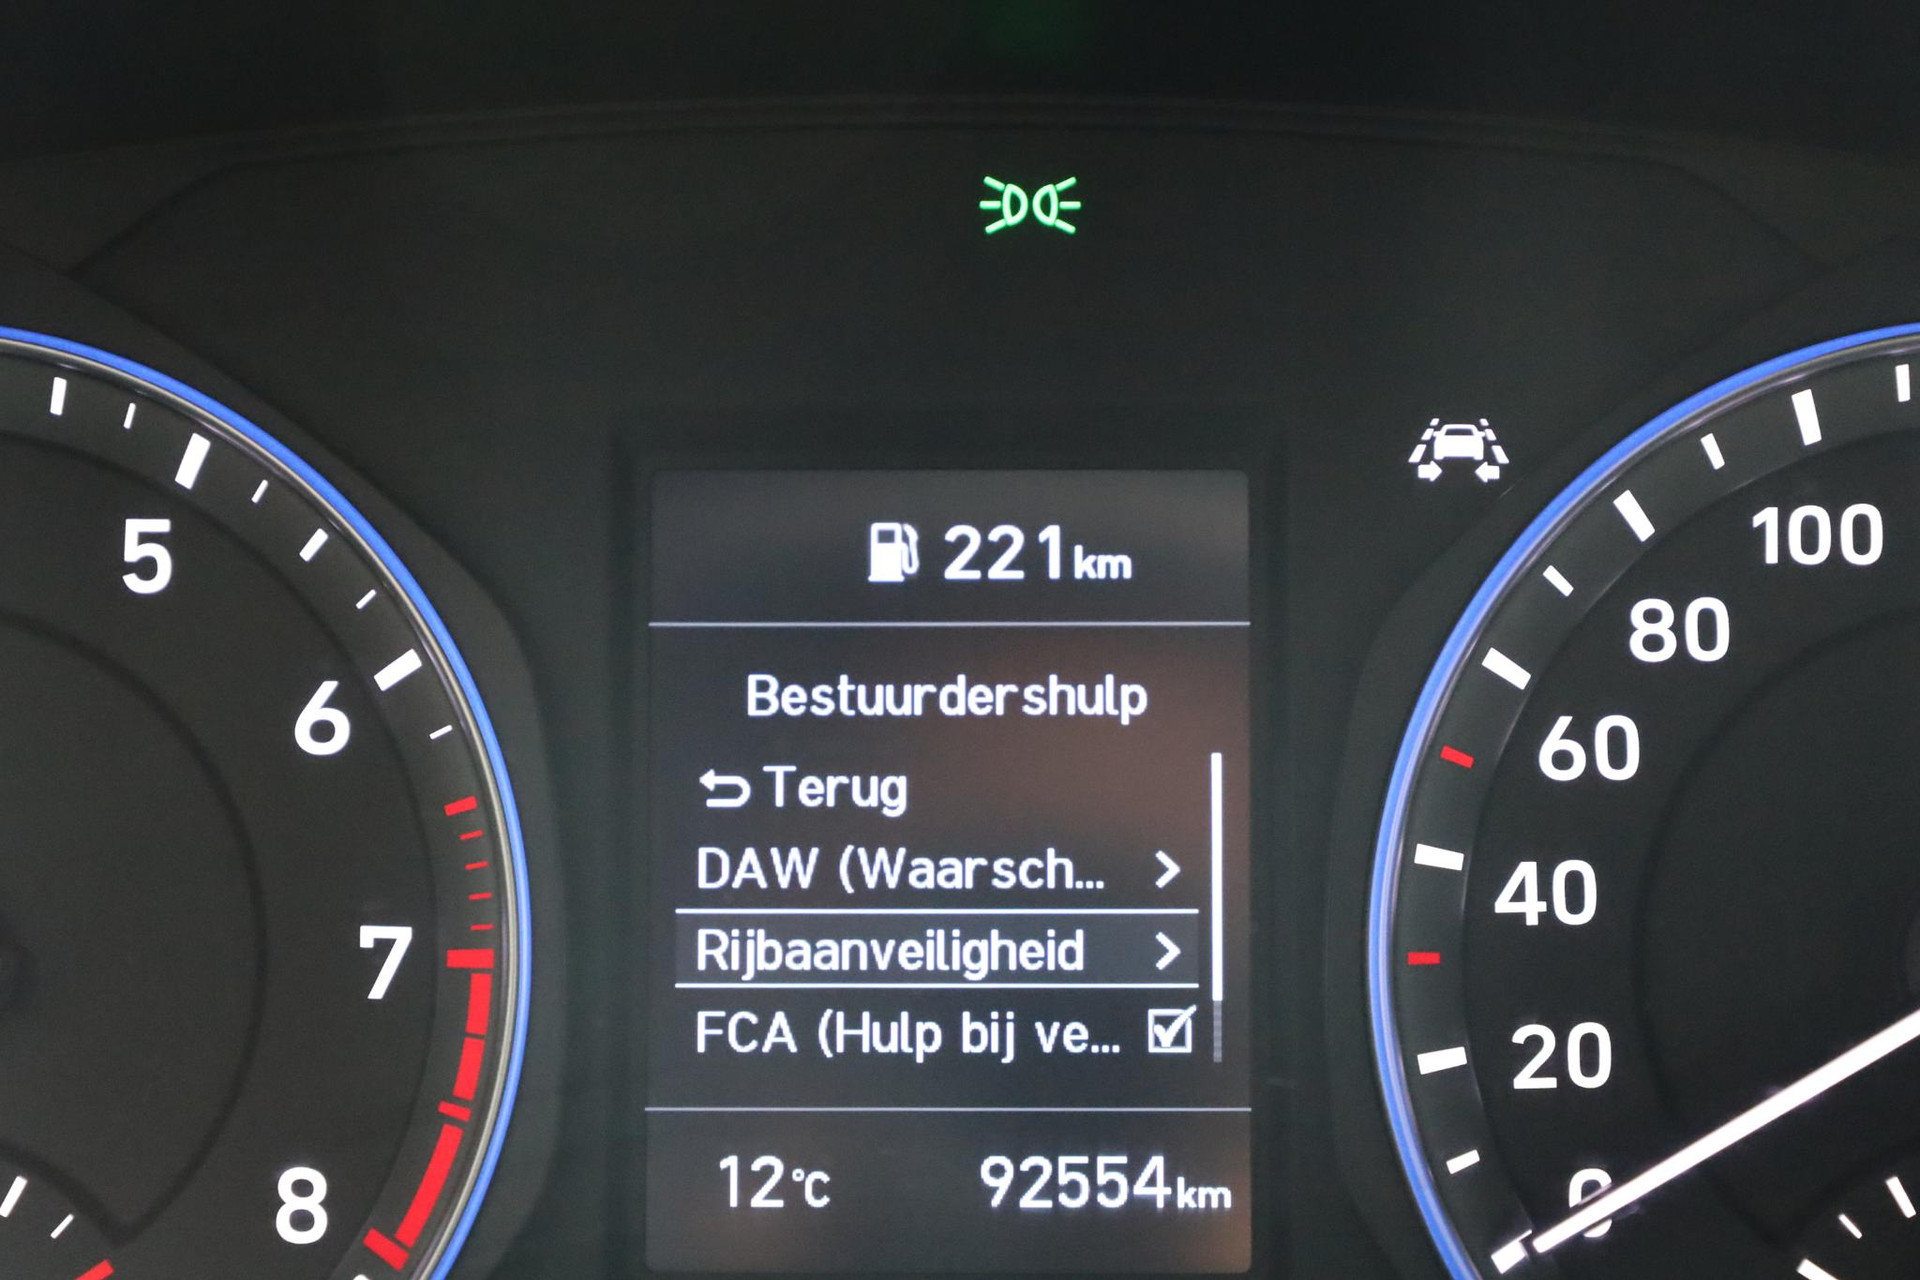 221km
Bestuurdershulp
Terug
DAW (Waarsch...
Rijbaanveiligheid
FCA (Hulp bij ve...
12°C 92554km
5
6
7
8
100
80
60
40
20
0